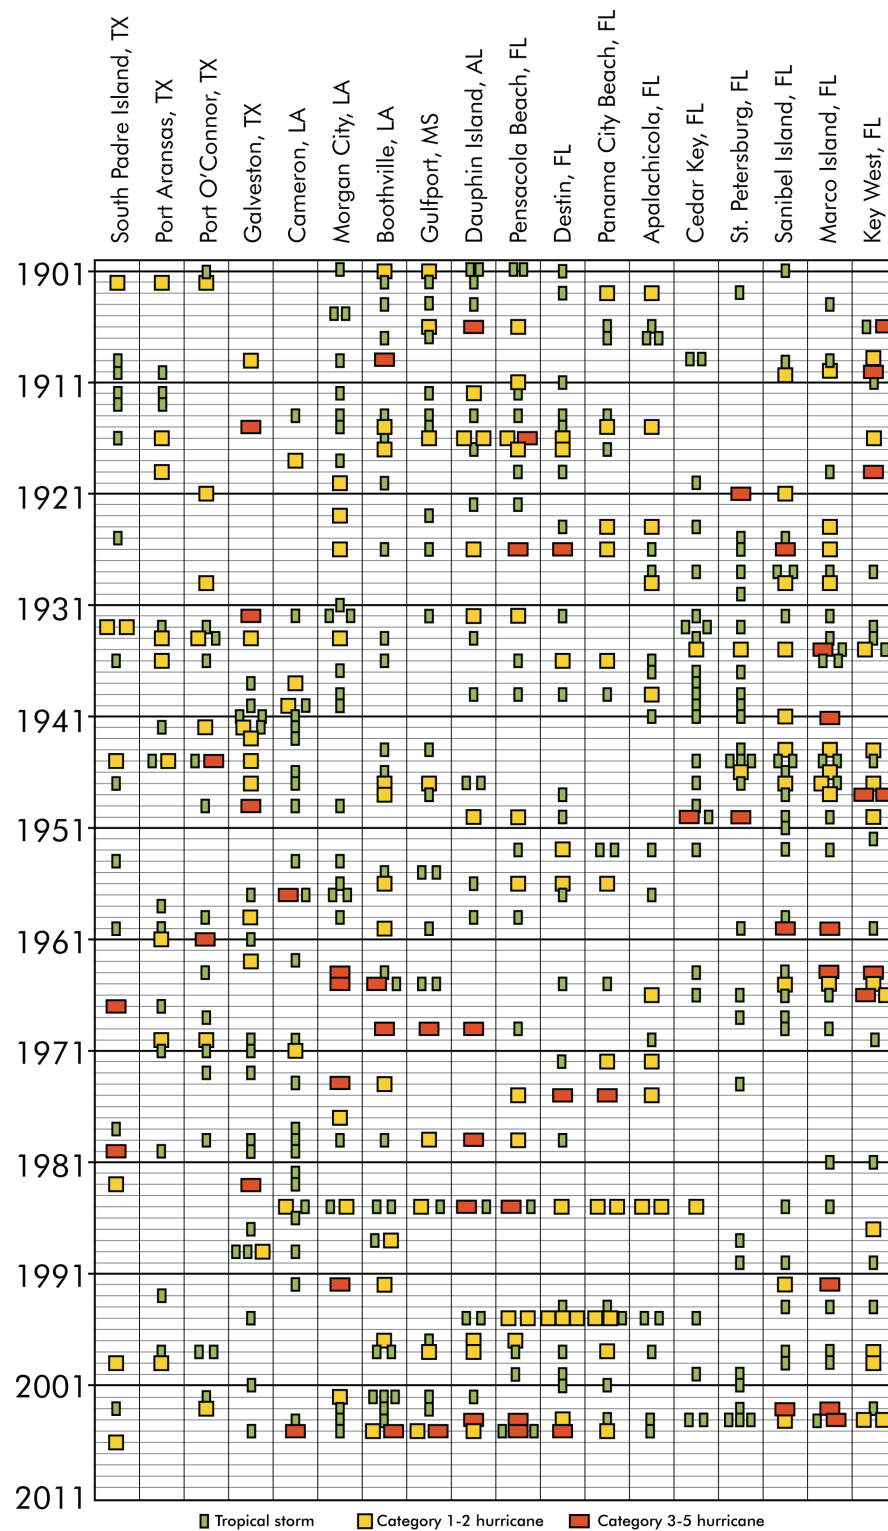 South Padre Island, TX
Port Aransas, TX
Port O’Connor, TX
Galveston, TX
Cameron, LA
Morgan City, LA
Boothville, LA
Gulfport, MS
Dauphin Island, AL
Pensacola Beach, FL
Destin, FL
Panama City Beach, FL
Apalachicola, FL
Cedar Key, FL
St. Petersburg, FL
Sanibel Island, FL
Marco Island, FL
Key West, FL
1901
1911
1921
1931
1941
1951
1961
1971
1981
1991
2001
2011
Tropical storm Category 1-2 hurricane Category 3-5 hurricane